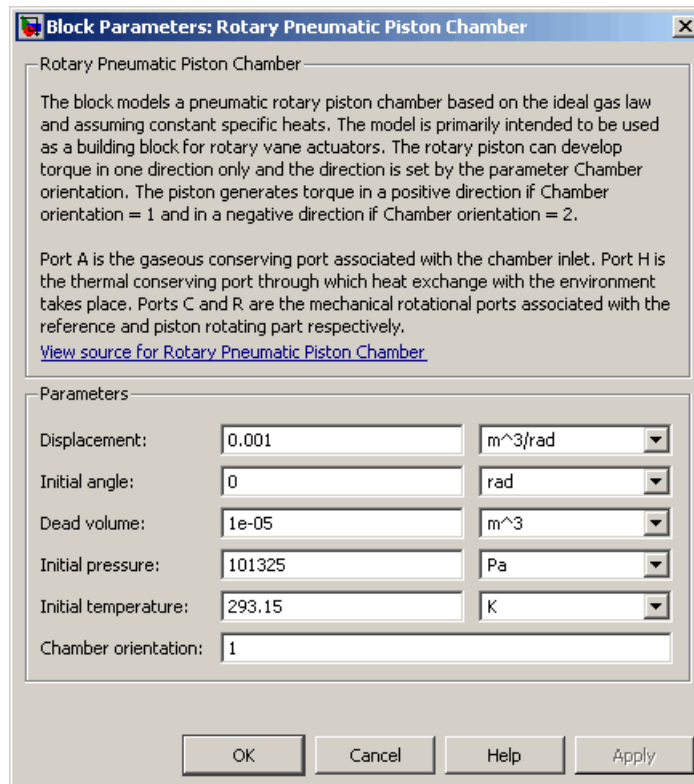 Block Parameters: Rotary Pneumatic Piston Chamber
Rotary Pneumatic Piston Chamber
The block models a pneumatic rotary piston chamber based on the ideal gas law
and assuming constant specific heats. The model is primarily intended to be used
as a building block for rotary vane actuators. The rotary piston can develop
torque in one direction only and the direction is set by the parameter Chamber
orientation. The piston generates torque in a positive direction if Chamber
orientation = 1 and in a negative direction if Chamber orientation = 2.
Port A is the gaseous conserving port associated with the chamber inlet. Port H is
the thermal conserving port through which heat exchange with the environment
takes place. Ports C and R are the mechanical rotational ports associated with the
reference and piston rotating part respectively.
View source for Rotary Pneumatic Piston Chamber
Parameters
Displacement: 0.001 m^3/rad
Initial angle: 0 rad
Dead volume: 1e-05 m^3
Initial pressure: 101325 Pa
Initial temperature: 293.15 K
Chamber orientation: 1
OK Cancel Help Apply